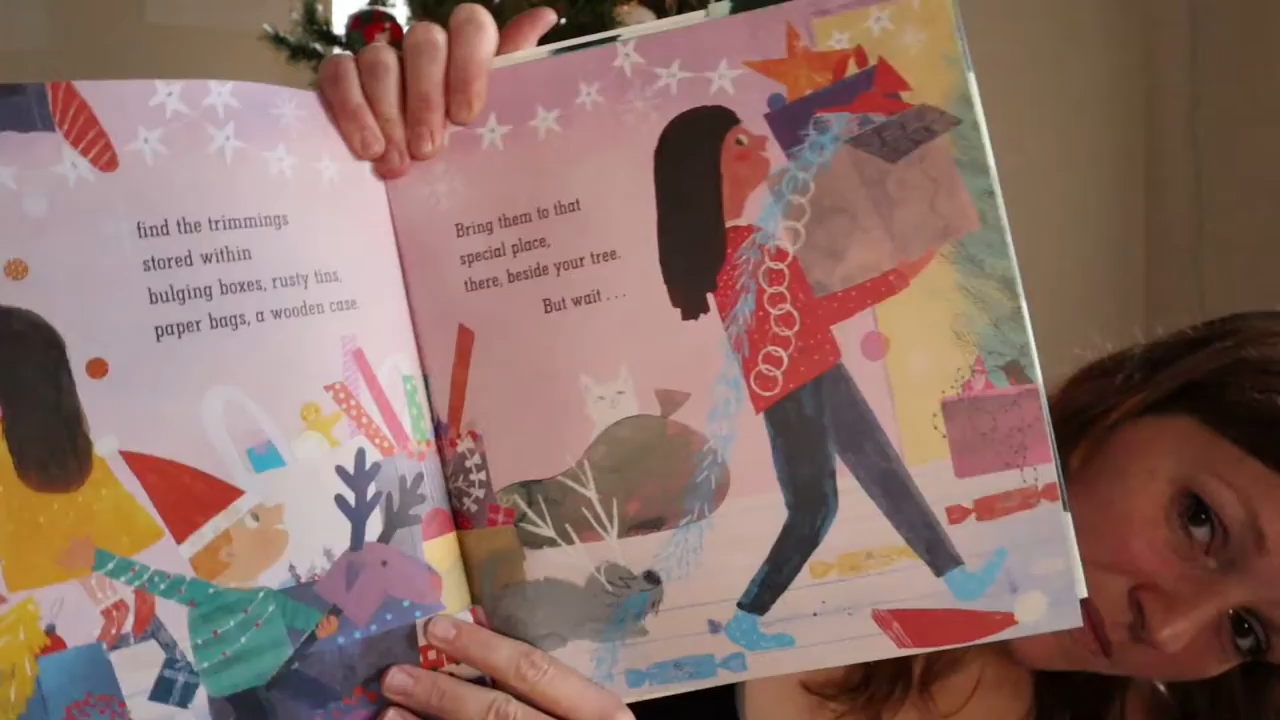 find the trimmings
stored within
bulging boxes, rusty tins,
paper bags, a wooden case.
Bring them to that
special place,
there, beside your tree.
But wait . . .